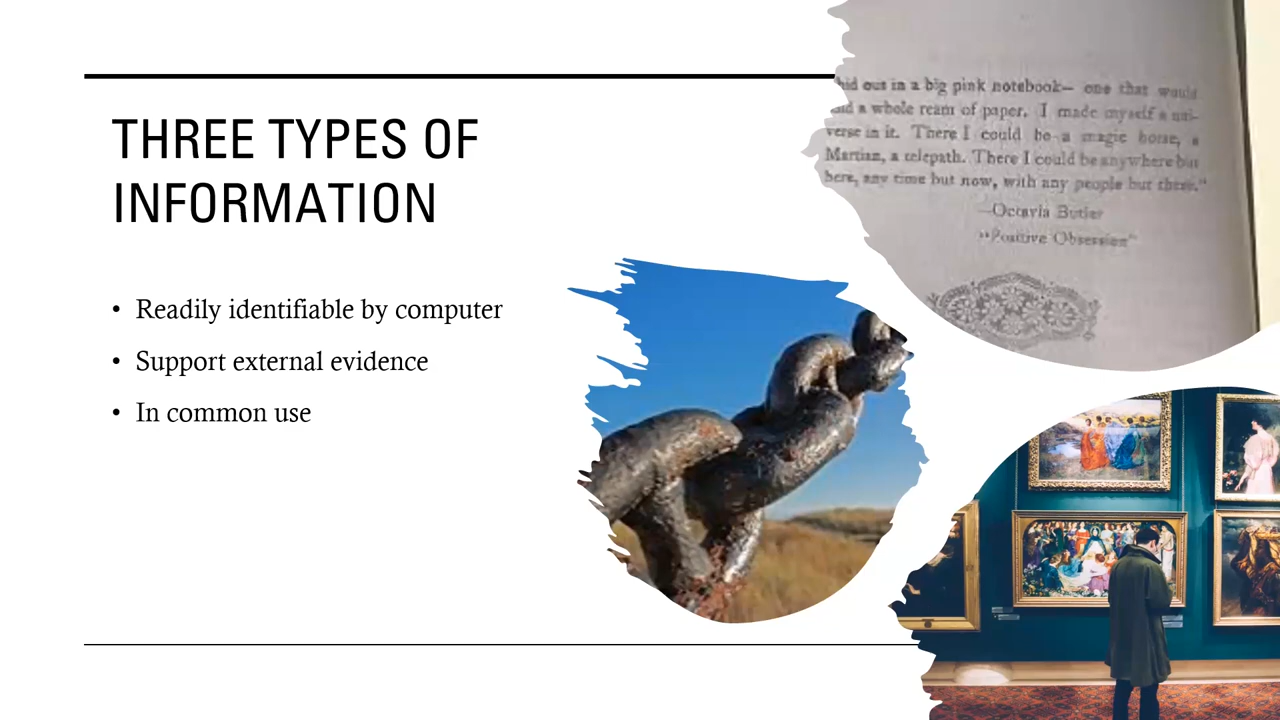 THREE TYPES OF
INFORMATION
• Readily identifiable by computer
• Support external evidence
• In common use
out in a big pink notebook— one that would
a whole ream of paper. I made myself a uni-
verse in it. There I could be a magic horse, a
Martian, a telepath. There I could be anywhere but
here, any time but now, with any people but these."
—Octavia Butler
"Positive Obsession"